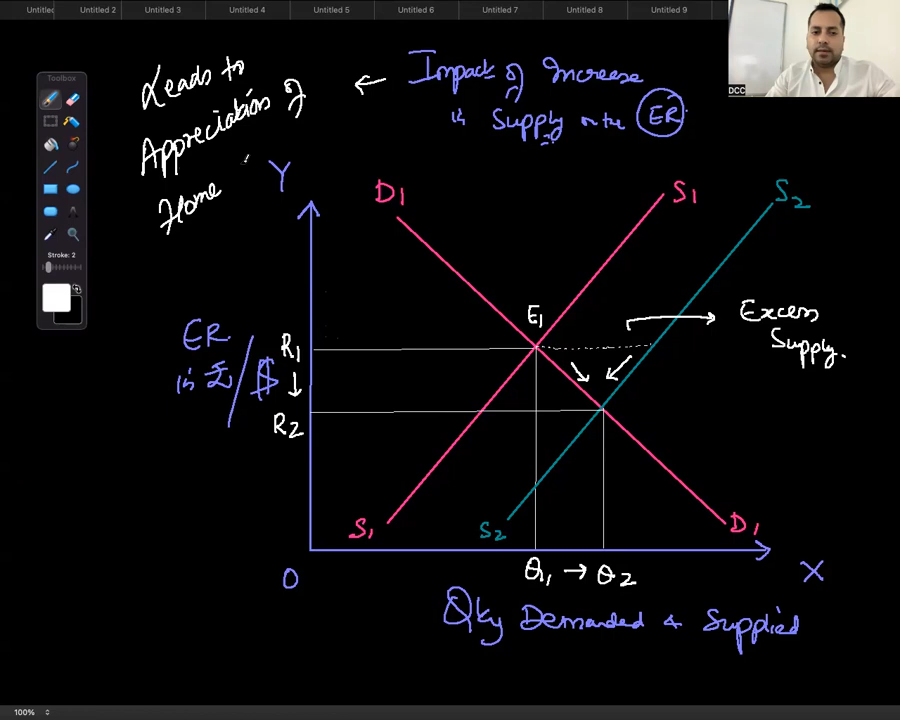 Untitled
Untitled 2
Untitled 3
Untitled 4
Untitled 5
Untitled 6
Untitled 7
Untitled 8
Untitled 9
Toolbox
Stroke: 2
DCC
Leads to
Appreciation of
Home
← Impact of Increase
in Supply on the ER
Y
D1
S1
S2
E1
Excess
Supply.
ER
in ₹/$
R1
↓
R2
S1
S2
D1
O
Q1 → Q2
X
Qty Demanded & Supplied
100%